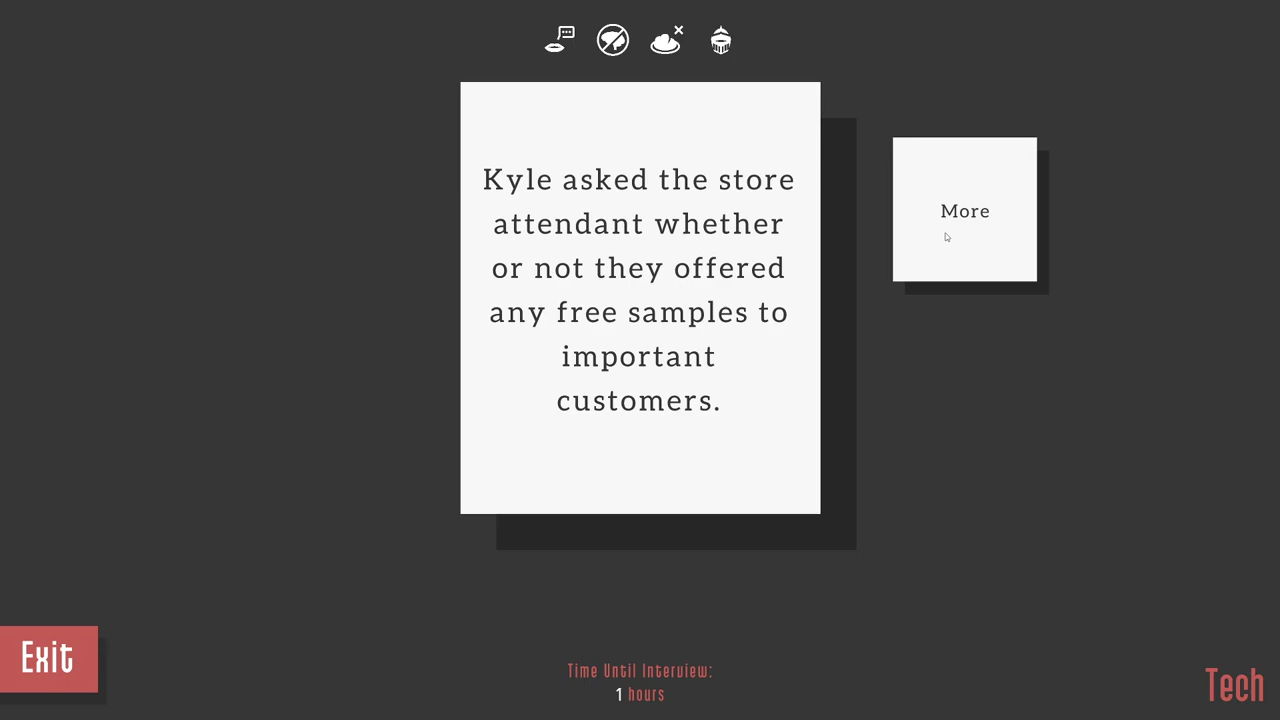 Kyle asked the store
attendant whether
or not they offered
any free samples to
important
customers.
More
Exit
Time Until Interview:
1 hours
Tech